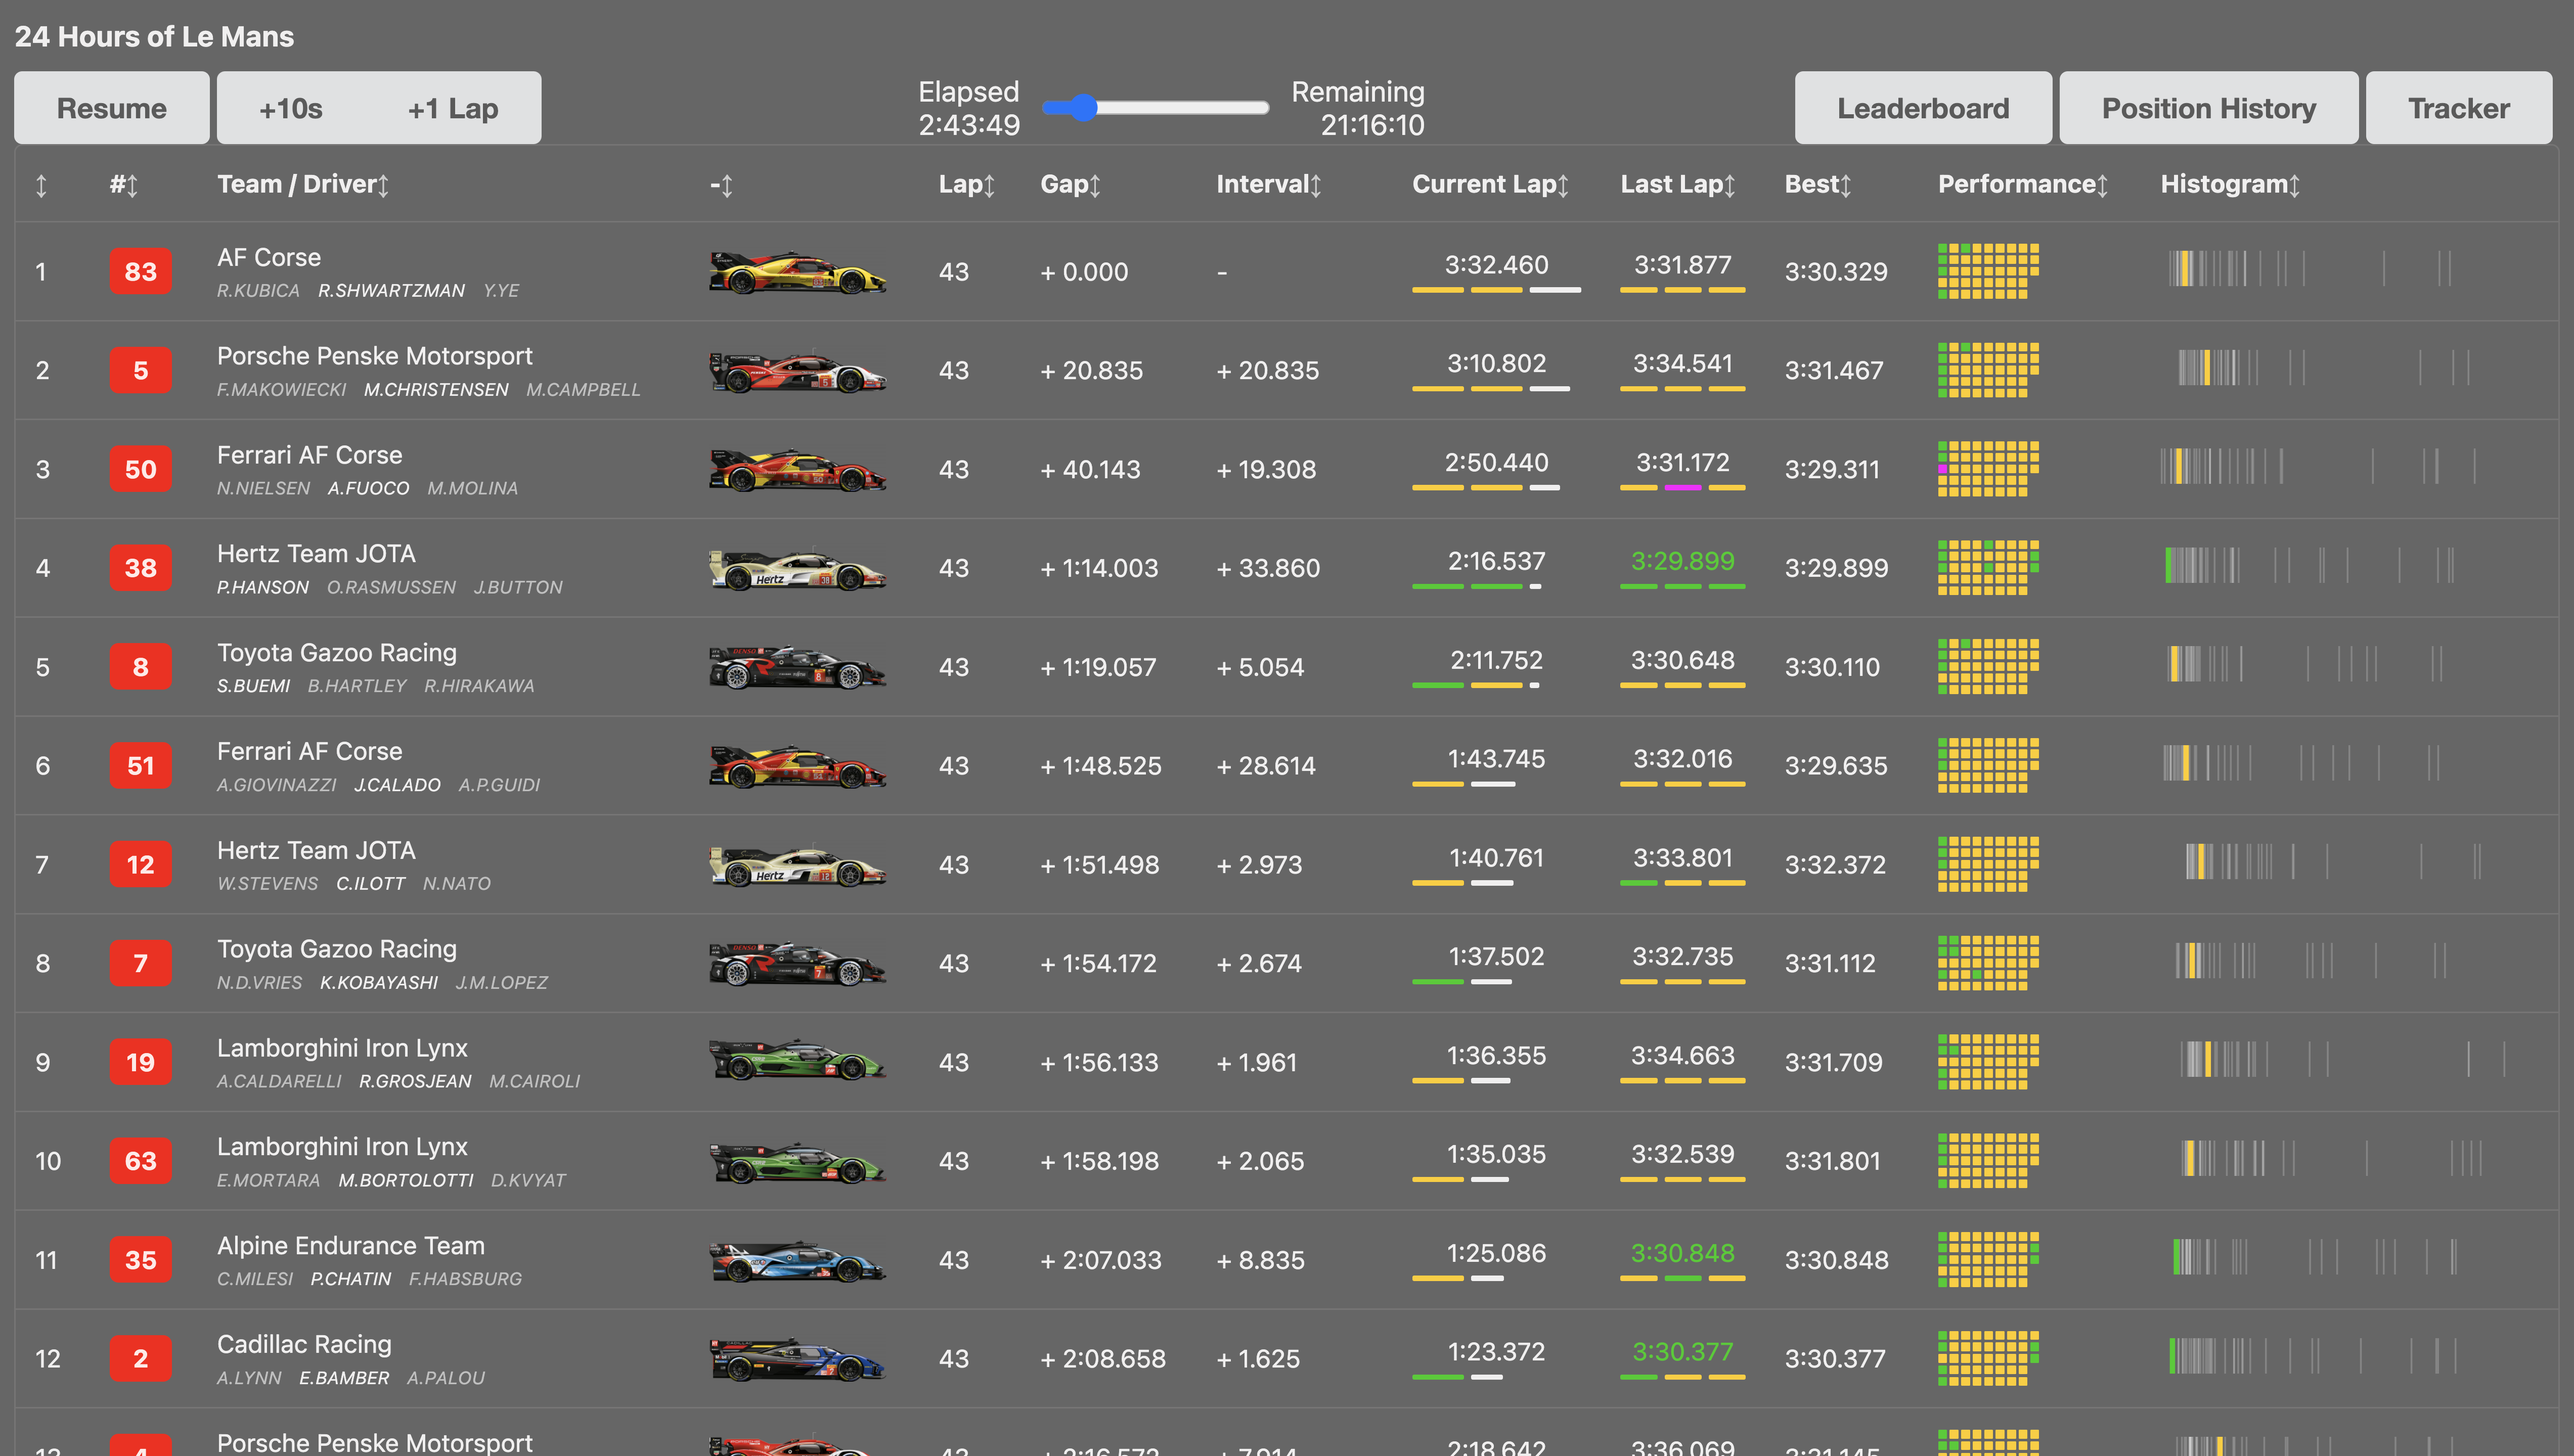 24 Hours of Le Mans
Resume +10s +1 Lap Elapsed 2:43:49 Remaining 21:16:10 Leaderboard Position History Tracker
# Team / Driver - Lap Gap Interval Current Lap Last Lap Best Performance Histogram
1 83 AF Corse 43 + 0.000 - 3:32.460 3:31.877 3:30.329
R.KUBICA R.SHWARTZMAN Y.YE
2 5 Porsche Penske Motorsport 43 + 20.835 + 20.835 3:10.802 3:34.541 3:31.467
F.MAKOWIECKI M.CHRISTENSEN M.CAMPBELL
3 50 Ferrari AF Corse 43 + 40.143 + 19.308 2:50.440 3:31.172 3:29.311
N.NIELSEN A.FUOCO M.MOLINA
4 38 Hertz Team JOTA 43 + 1:14.003 + 33.860 2:16.537 3:29.899 3:29.899
P.HANSON O.RASMUSSEN J.BUTTON
5 8 Toyota Gazoo Racing 43 + 1:19.057 + 5.054 2:11.752 3:30.648 3:30.110
S.BUEMI B.HARTLEY R.HIRAKAWA
6 51 Ferrari AF Corse 43 + 1:48.525 + 28.614 1:43.745 3:32.016 3:29.635
A.GIOVINAZZI J.CALADO A.P.GUIDI
7 12 Hertz Team JOTA 43 + 1:51.498 + 2.973 1:40.761 3:33.801 3:32.372
W.STEVENS C.ILOTT N.NATO
8 7 Toyota Gazoo Racing 43 + 1:54.172 + 2.674 1:37.502 3:32.735 3:31.112
N.D.VRIES K.KOBAYASHI J.M.LOPEZ
9 19 Lamborghini Iron Lynx 43 + 1:56.133 + 1.961 1:36.355 3:34.663 3:31.709
A.CALDARELLI R.GROSJEAN M.CAIROLI
10 63 Lamborghini Iron Lynx 43 + 1:58.198 + 2.065 1:35.035 3:32.539 3:31.801
E.MORTARA M.BORTOLOTTI D.KVYAT
11 35 Alpine Endurance Team 43 + 2:07.033 + 8.835 1:25.086 3:30.848 3:30.848
C.MILESI P.CHATIN F.HABSBURG
12 2 Cadillac Racing 43 + 2:08.658 + 1.625 1:23.372 3:30.377 3:30.377
A.LYNN E.BAMBER A.PALOU
Porsche Penske Motorsport 2:18.642 3:36.069